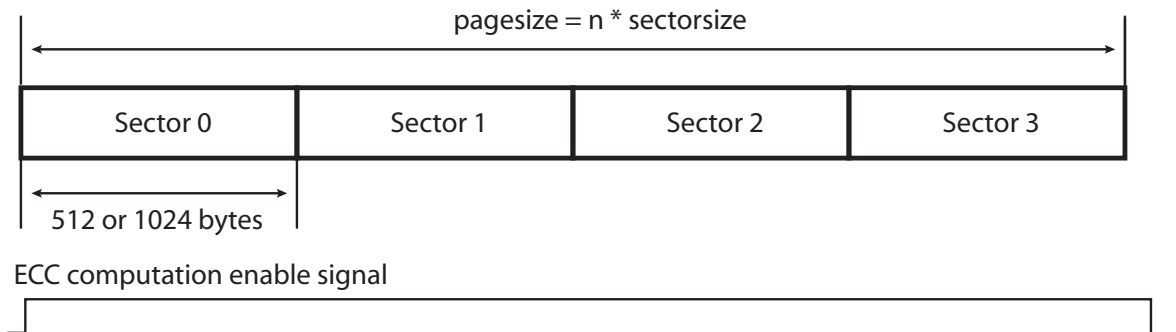 pagesize = n * sectorsize
Sector 0 Sector 1 Sector 2 Sector 3
512 or 1024 bytes
ECC computation enable signal